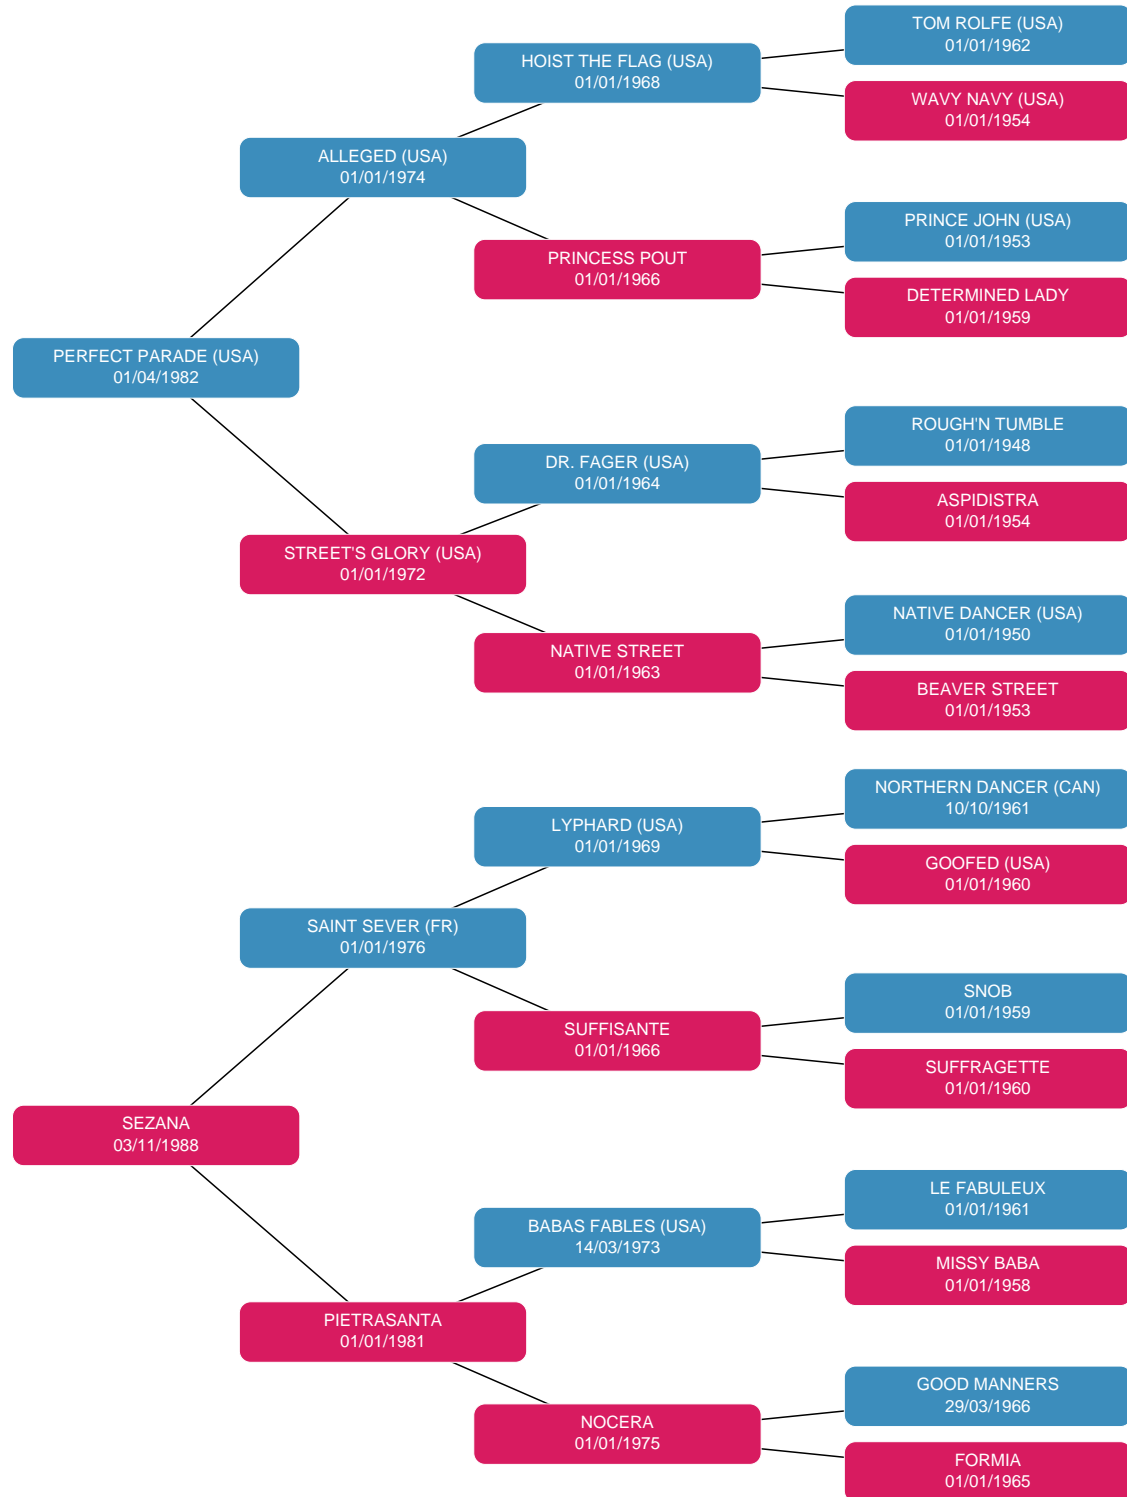 TOM ROLFE (USA)
01/01/1962
HOIST THE FLAG (USA)
01/01/1968
WAVY NAVY (USA)
01/01/1954
ALLEGED (USA)
01/01/1974
PRINCE JOHN (USA)
01/01/1953
PRINCESS POUT
01/01/1966
DETERMINED LADY
01/01/1959
PERFECT PARADE (USA)
01/04/1982
ROUGH'N TUMBLE
01/01/1948
DR. FAGER (USA)
01/01/1964
ASPIDISTRA
01/01/1954
STREET'S GLORY (USA)
01/01/1972
NATIVE DANCER (USA)
01/01/1950
NATIVE STREET
01/01/1963
BEAVER STREET
01/01/1953
NORTHERN DANCER (CAN)
10/10/1961
LYPHARD (USA)
01/01/1969
GOOFED (USA)
01/01/1960
SAINT SEVER (FR)
01/01/1976
SNOB
01/01/1959
SUFFISANTE
01/01/1966
SUFFRAGETTE
01/01/1960
SEZANA
03/11/1988
LE FABULEUX
01/01/1961
BABAS FABLES (USA)
14/03/1973
MISSY BABA
01/01/1958
PIETRASANTA
01/01/1981
GOOD MANNERS
29/03/1966
NOCERA
01/01/1975
FORMIA
01/01/1965